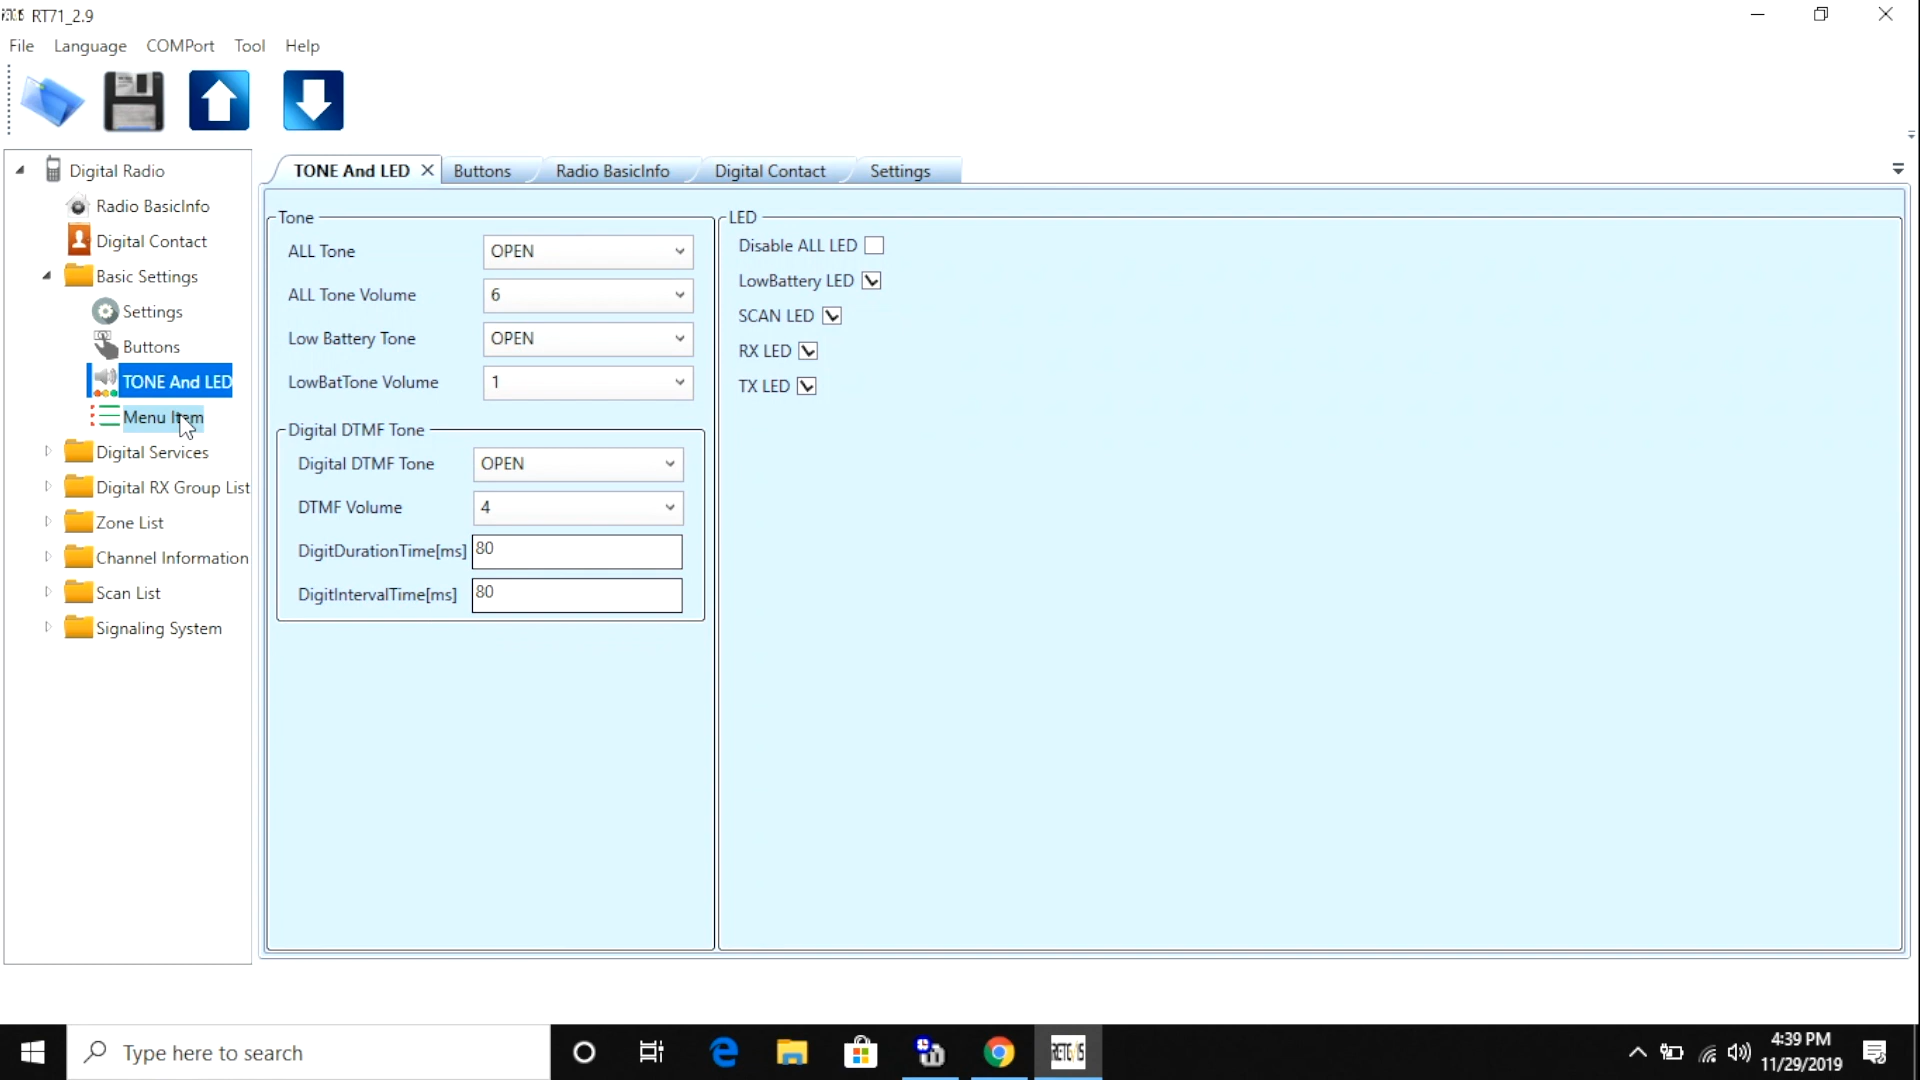 RT71_2.9
File Language COMPort Tool Help
Digital Radio
Radio BasicInfo
Digital Contact
Basic Settings
Settings
Buttons
TONE And LED
Menu Item
Digital Services
Digital RX Group List
Zone List
Channel Information
Scan List
Signaling System
TONE And LED Buttons Radio BasicInfo Digital Contact Settings
Tone
ALL Tone OPEN
ALL Tone Volume 6
Low Battery Tone OPEN
LowBatTone Volume 1
Digital DTMF Tone
Digital DTMF Tone OPEN
DTMF Volume 4
DigitDurationTime[ms] 80
DigitIntervalTime[ms] 80
LED
Disable ALL LED
LowBattery LED
SCAN LED
RX LED
TX LED
Type here to search
RETEVIS
4:39 PM
11/29/2019